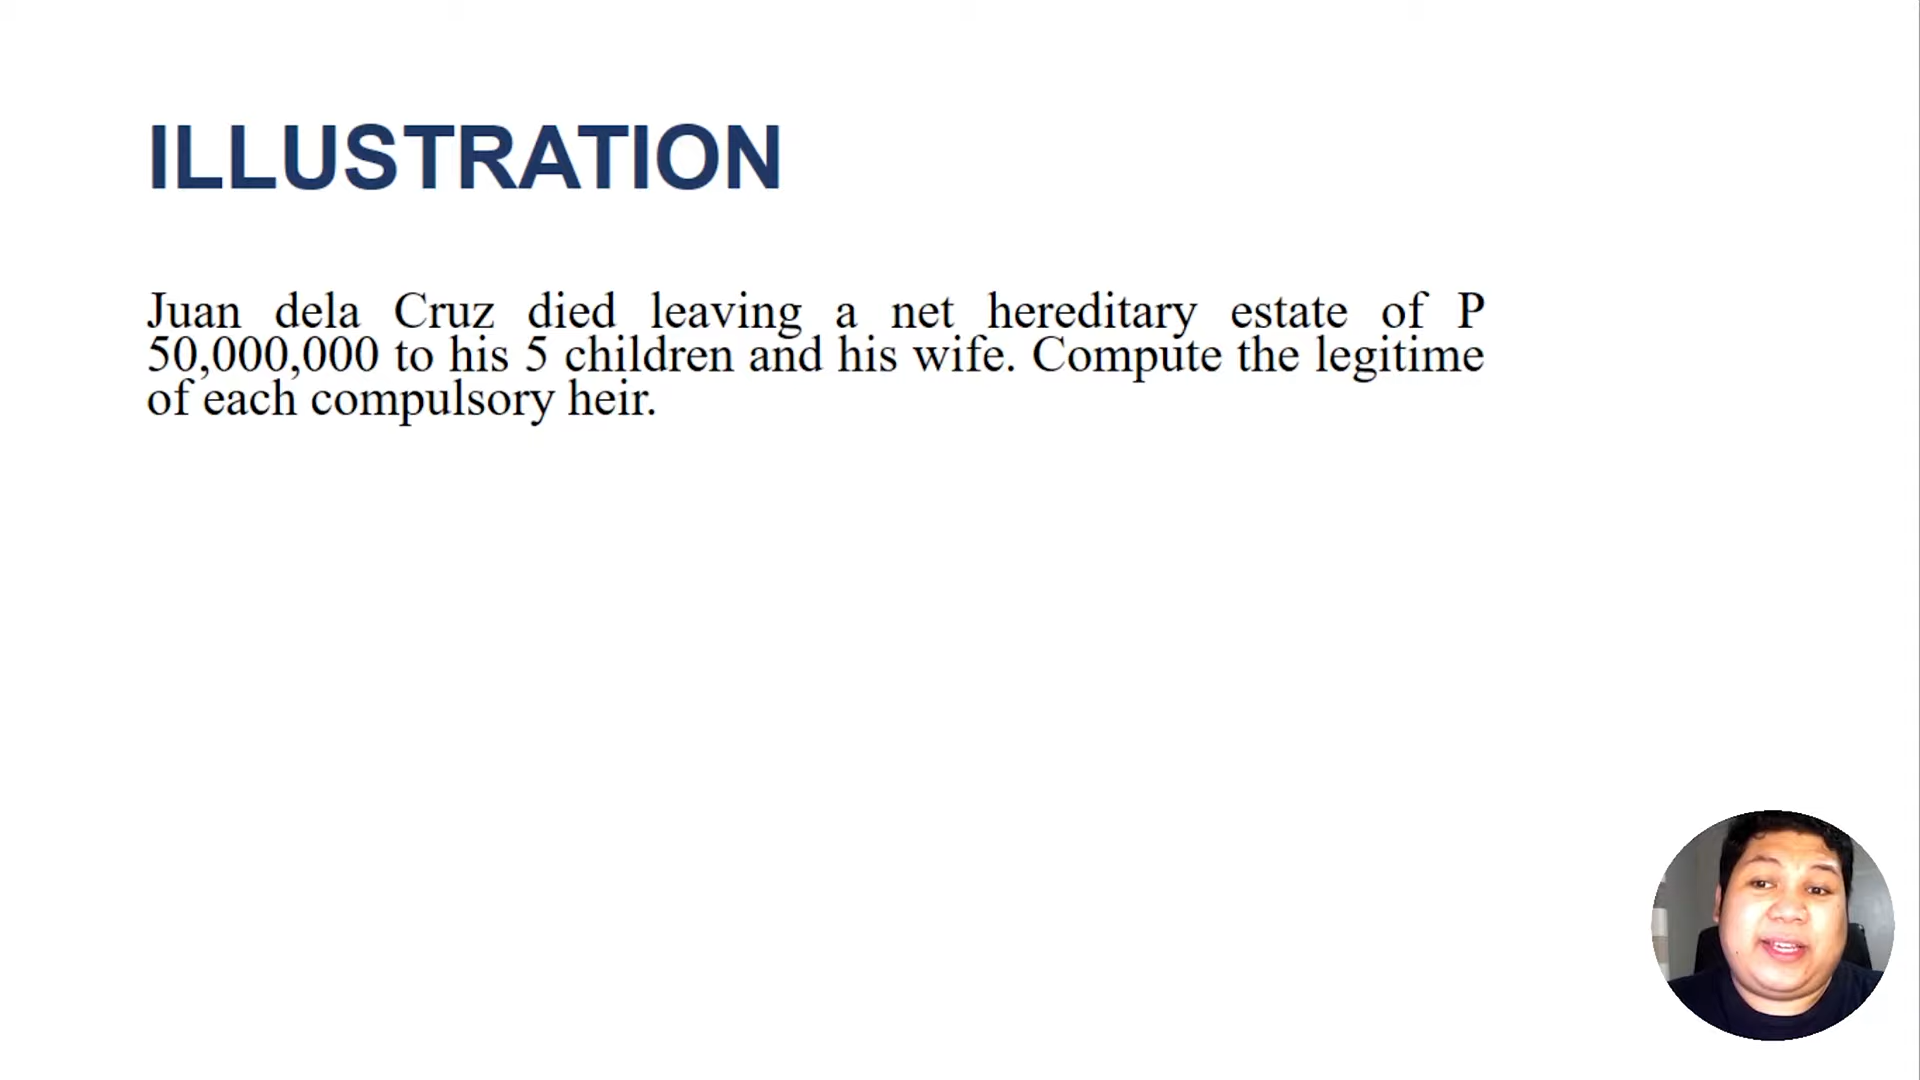 ILLUSTRATION
Juan dela Cruz died leaving a net hereditary estate of P
50,000,000 to his 5 children and his wife. Compute the legitime
of each compulsory heir.